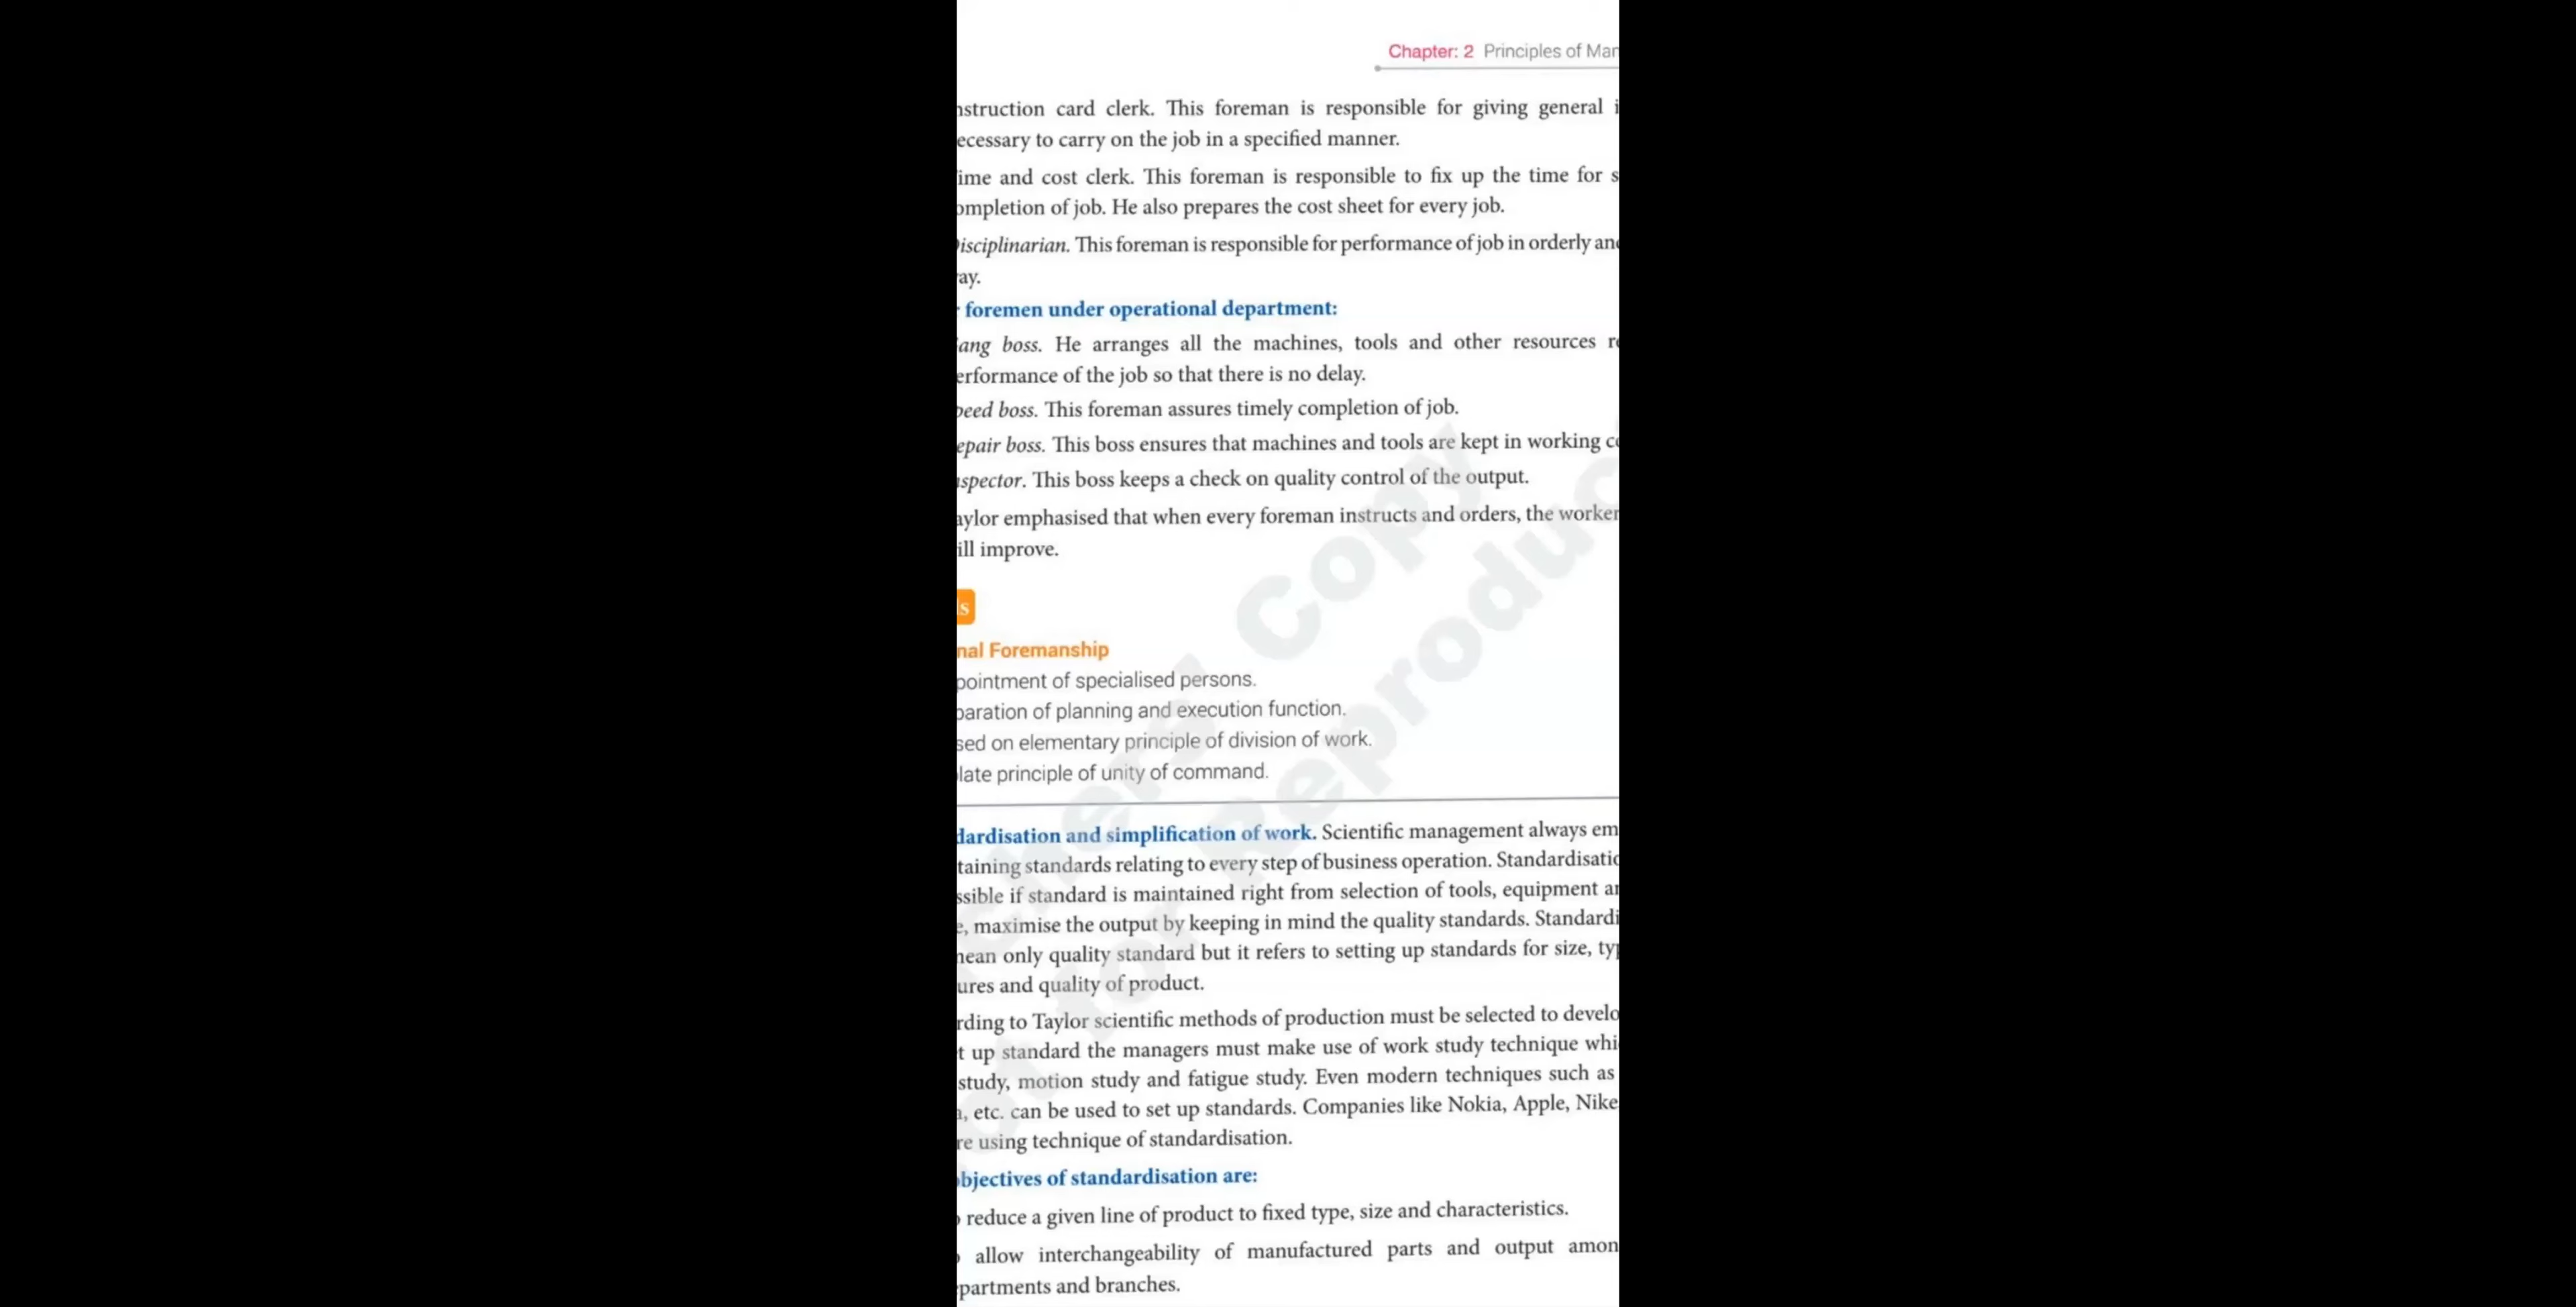 Chapter: 2 Principles of Man
nstruction card clerk. This foreman is responsible for giving general i
ecessary to carry on the job in a specified manner.
ime and cost clerk. This foreman is responsible to fix up the time for s
ompletion of job. He also prepares the cost sheet for every job.
isciplinarian. This foreman is responsible for performance of job in orderly and
ay.
foremen under operational department:
ang boss. He arranges all the machines, tools and other resources re
erformance of the job so that there is no delay.
peed boss. This foreman assures timely completion of job.
epair boss. This boss ensures that machines and tools are kept in working co
nspector. This boss keeps a check on quality control of the output.
aylor emphasised that when every foreman instructs and orders, the worker
ill improve.
s
nal Foremanship
pointment of specialised persons.
paration of planning and execution function.
sed on elementary principle of division of work.
late principle of unity of command.
dardisation and simplification of work. Scientific management always em
taining standards relating to every step of business operation. Standardisatio
ssible if standard is maintained right from selection of tools, equipment an
e, maximise the output by keeping in mind the quality standards. Standardi
nean only quality standard but it refers to setting up standards for size, typ
ures and quality of product.
rding to Taylor scientific methods of production must be selected to develo
t up standard the managers must make use of work study technique whi
study, motion study and fatigue study. Even modern techniques such as
a, etc. can be used to set up standards. Companies like Nokia, Apple, Nike
re using technique of standardisation.
bjectives of standardisation are:
reduce a given line of product to fixed type, size and characteristics.
allow interchangeability of manufactured parts and output amon
partments and branches.
chers' Copy
Not for Reproduc